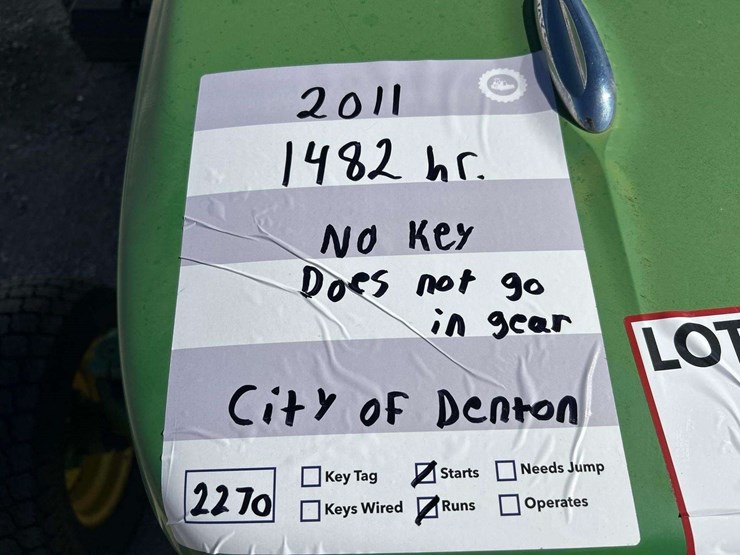 2011
1482 hr.
No Key
Does not go
in gear
City of Denton
2270
Key Tag Starts Needs Jump
Keys Wired Runs Operates
LOT